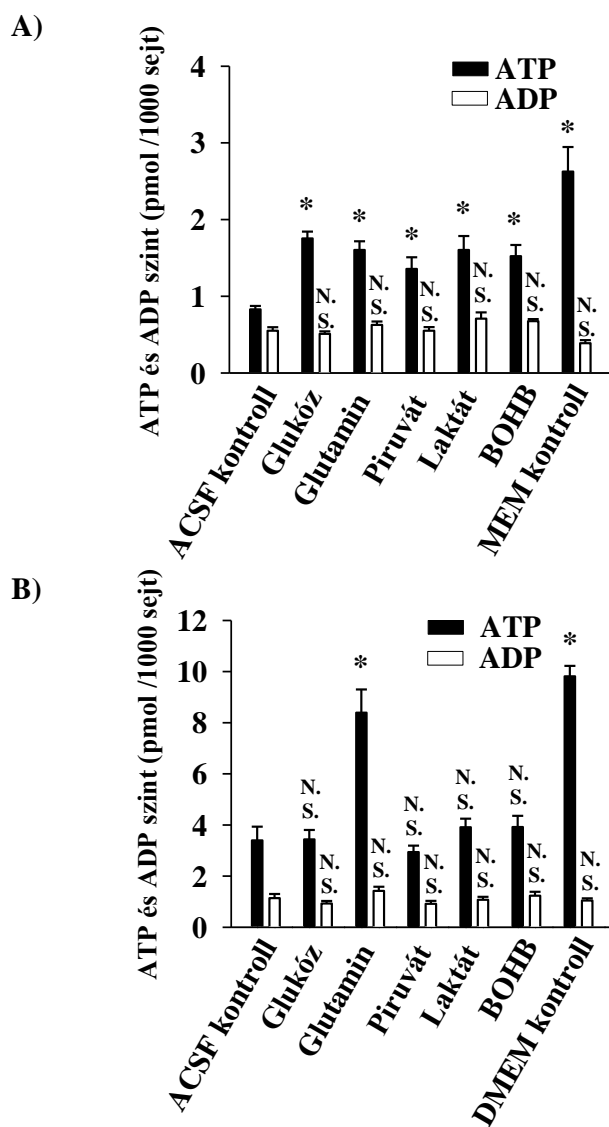 A)
ATP és ADP szint (pmol /1000 sejt)
4
3
2
1
0
ATP
ADP
*
N.
S.
*
N.
S.
*
N.
S.
*
N.
S.
*
N.
S.
*
N.
S.
ACSF kontroll
Glukóz
Glutamin
Piruvát
Laktát
BOHB
MEM kontroll
B)
ATP és ADP szint (pmol /1000 sejt)
12
10
8
6
4
2
0
ATP
ADP
N.
S.
N.
S.
*
N.
S.
N.
S.
N.
S.
N.
S.
N.
S.
N.
S.
N.
S.
*
N.
S.
ACSF kontroll
Glukóz
Glutamin
Piruvát
Laktát
BOHB
DMEM kontroll